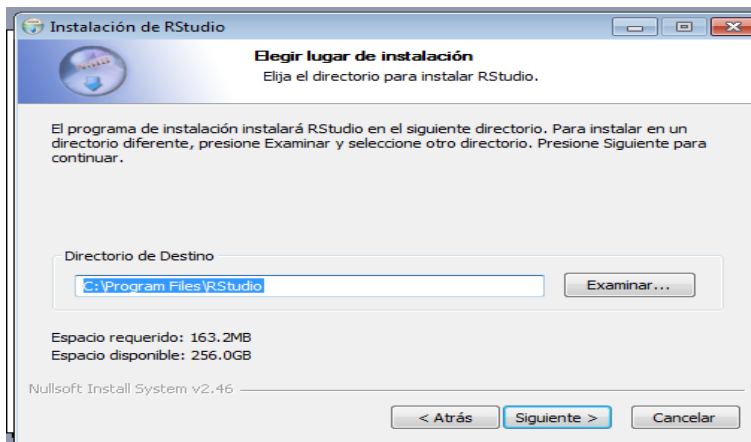 Instalación de RStudio
Elegir lugar de instalación
Elija el directorio para instalar RStudio.
El programa de instalación instalará RStudio en el siguiente directorio. Para instalar en un
directorio diferente, presione Examinar y seleccione otro directorio. Presione Siguiente para
continuar.
Directorio de Destino
C:\Program Files\RStudio
Examinar...
Espacio requerido: 163.2MB
Espacio disponible: 256.0GB
Nullsoft Install System v2.46
< Atrás
Siguiente >
Cancelar